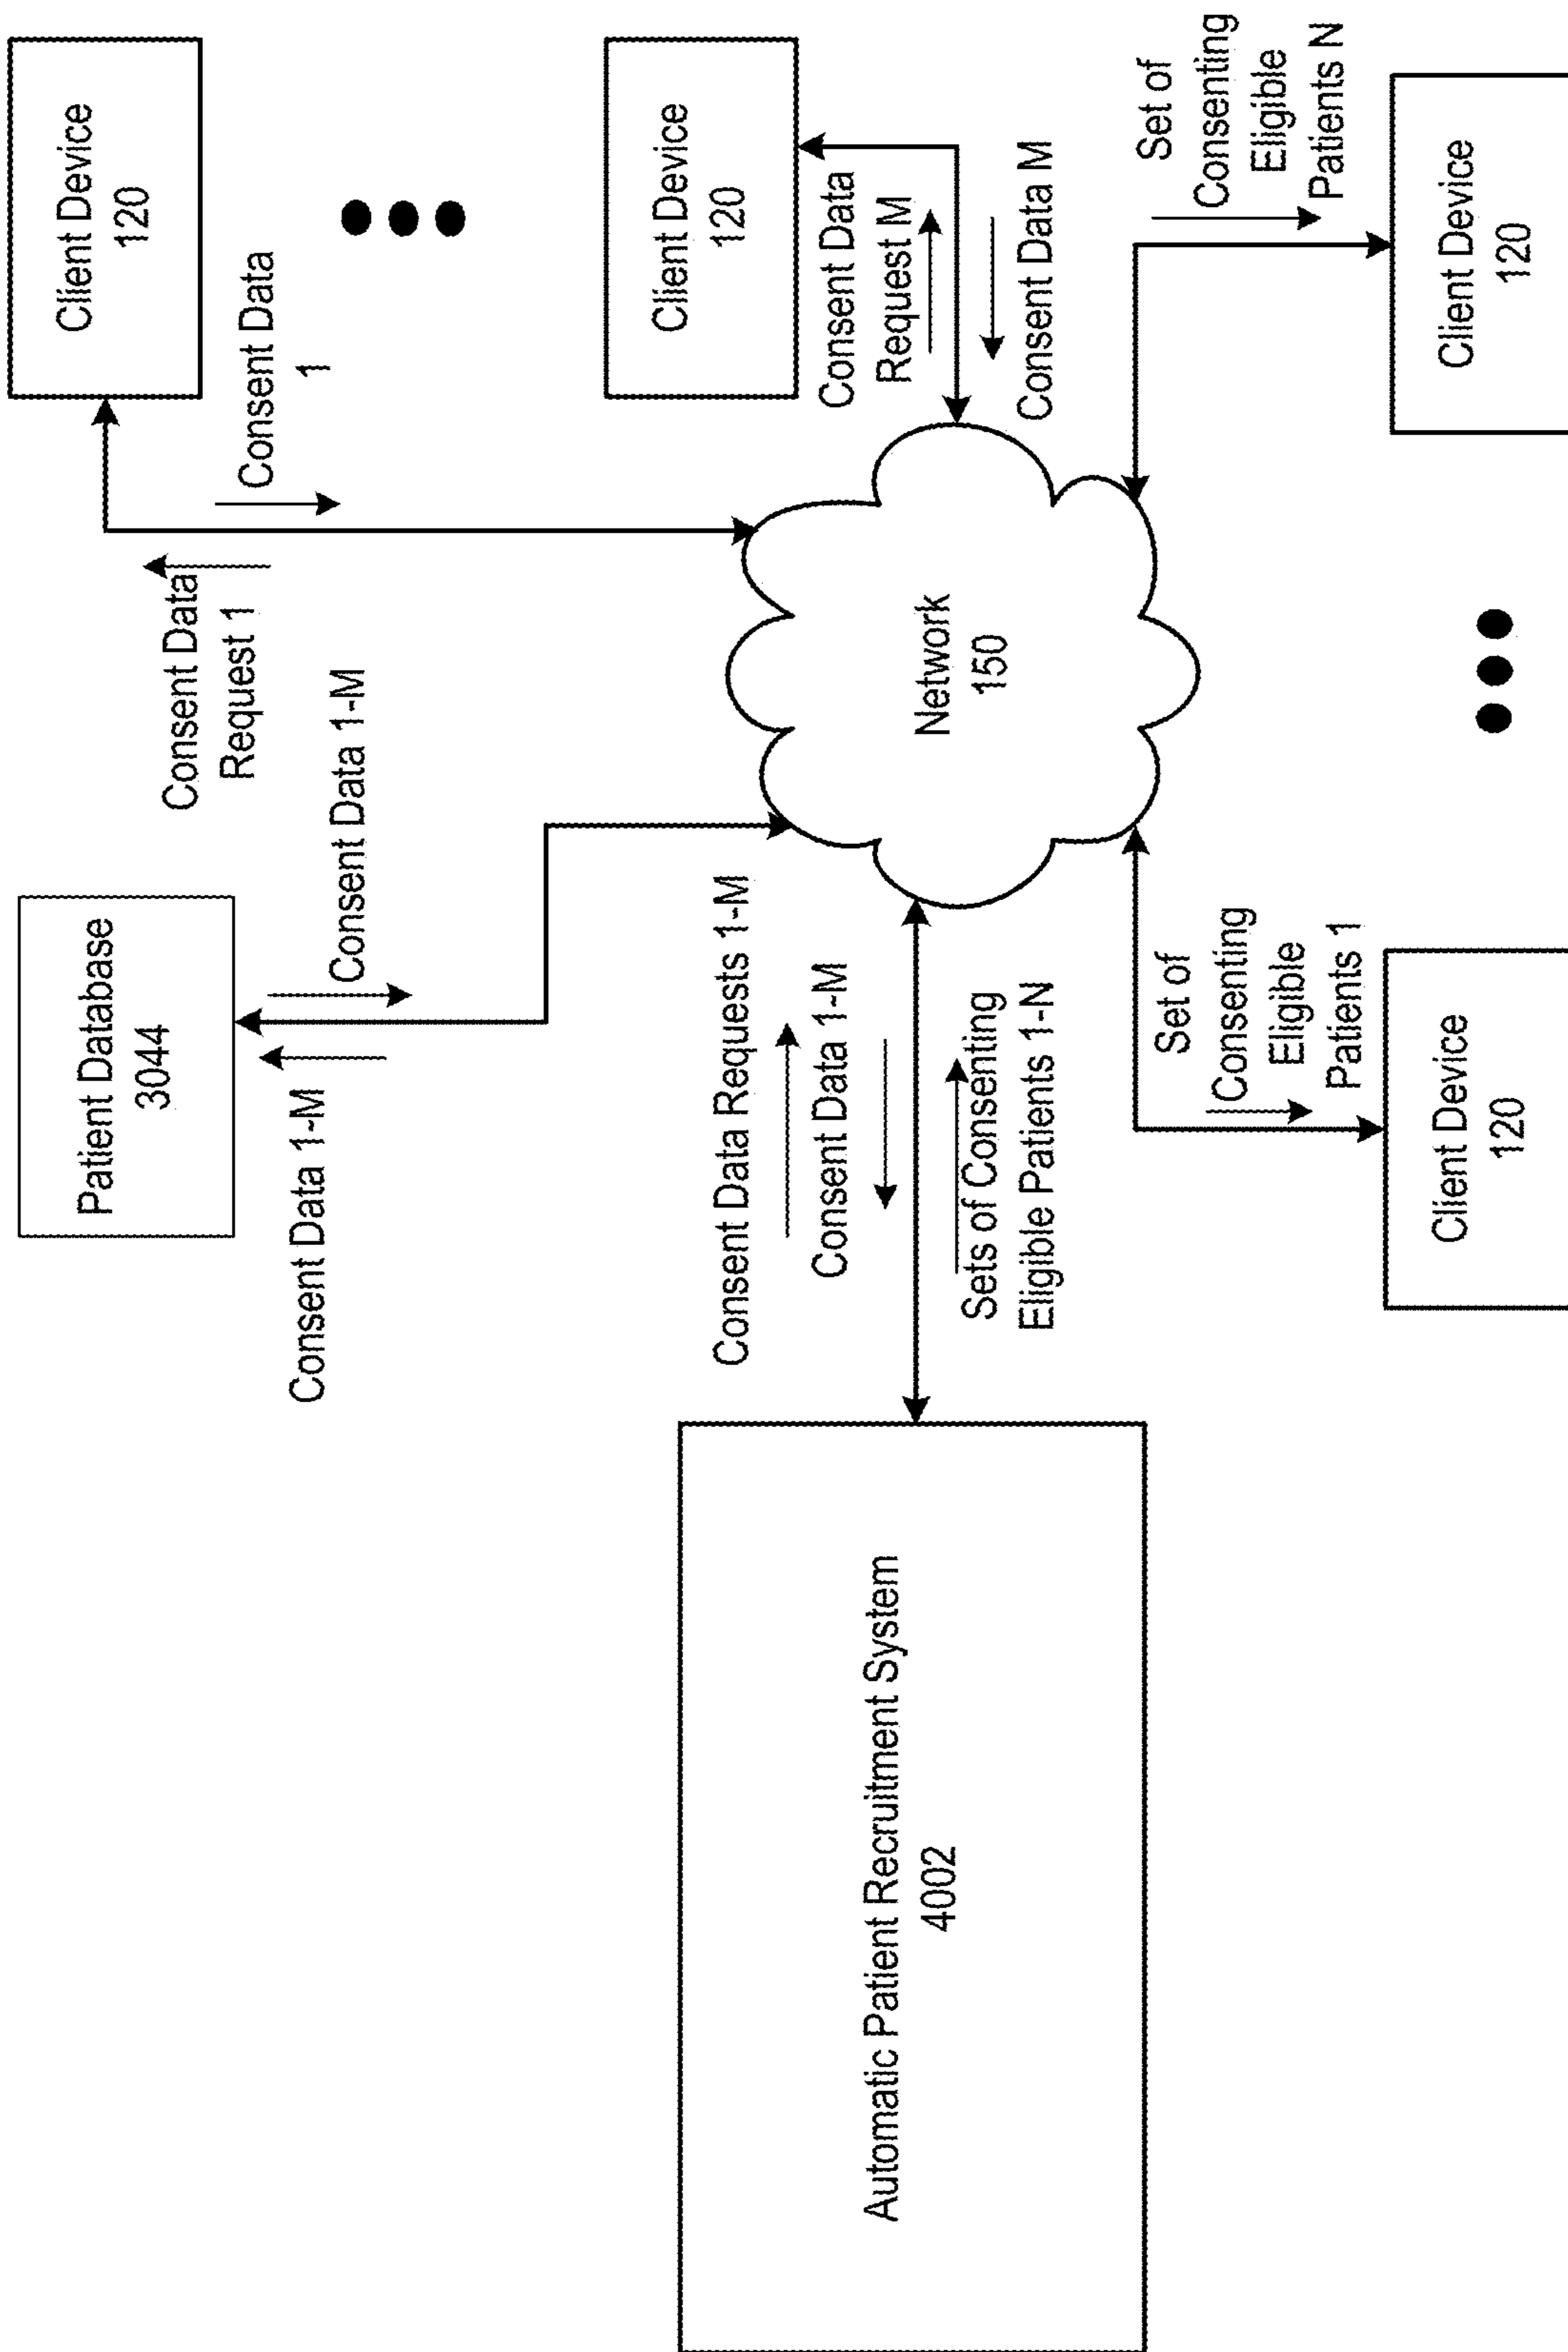 Patient Database
3044
Client Device
120
Consent Data 1-M
Consent Data 1-M
Consent Data
Request 1
Consent Data
1
Client Device
120
Automatic Patient Recruitment System
4002
Consent Data Requests 1-M
Consent Data 1-M
Sets of Consenting
Eligible Patients 1-N
Network
150
Consent Data
Request M
Consent Data M
Set of
Consenting
Eligible
Patients 1
Set of
Consenting
Eligible
Patients N
Client Device
120
Client Device
120